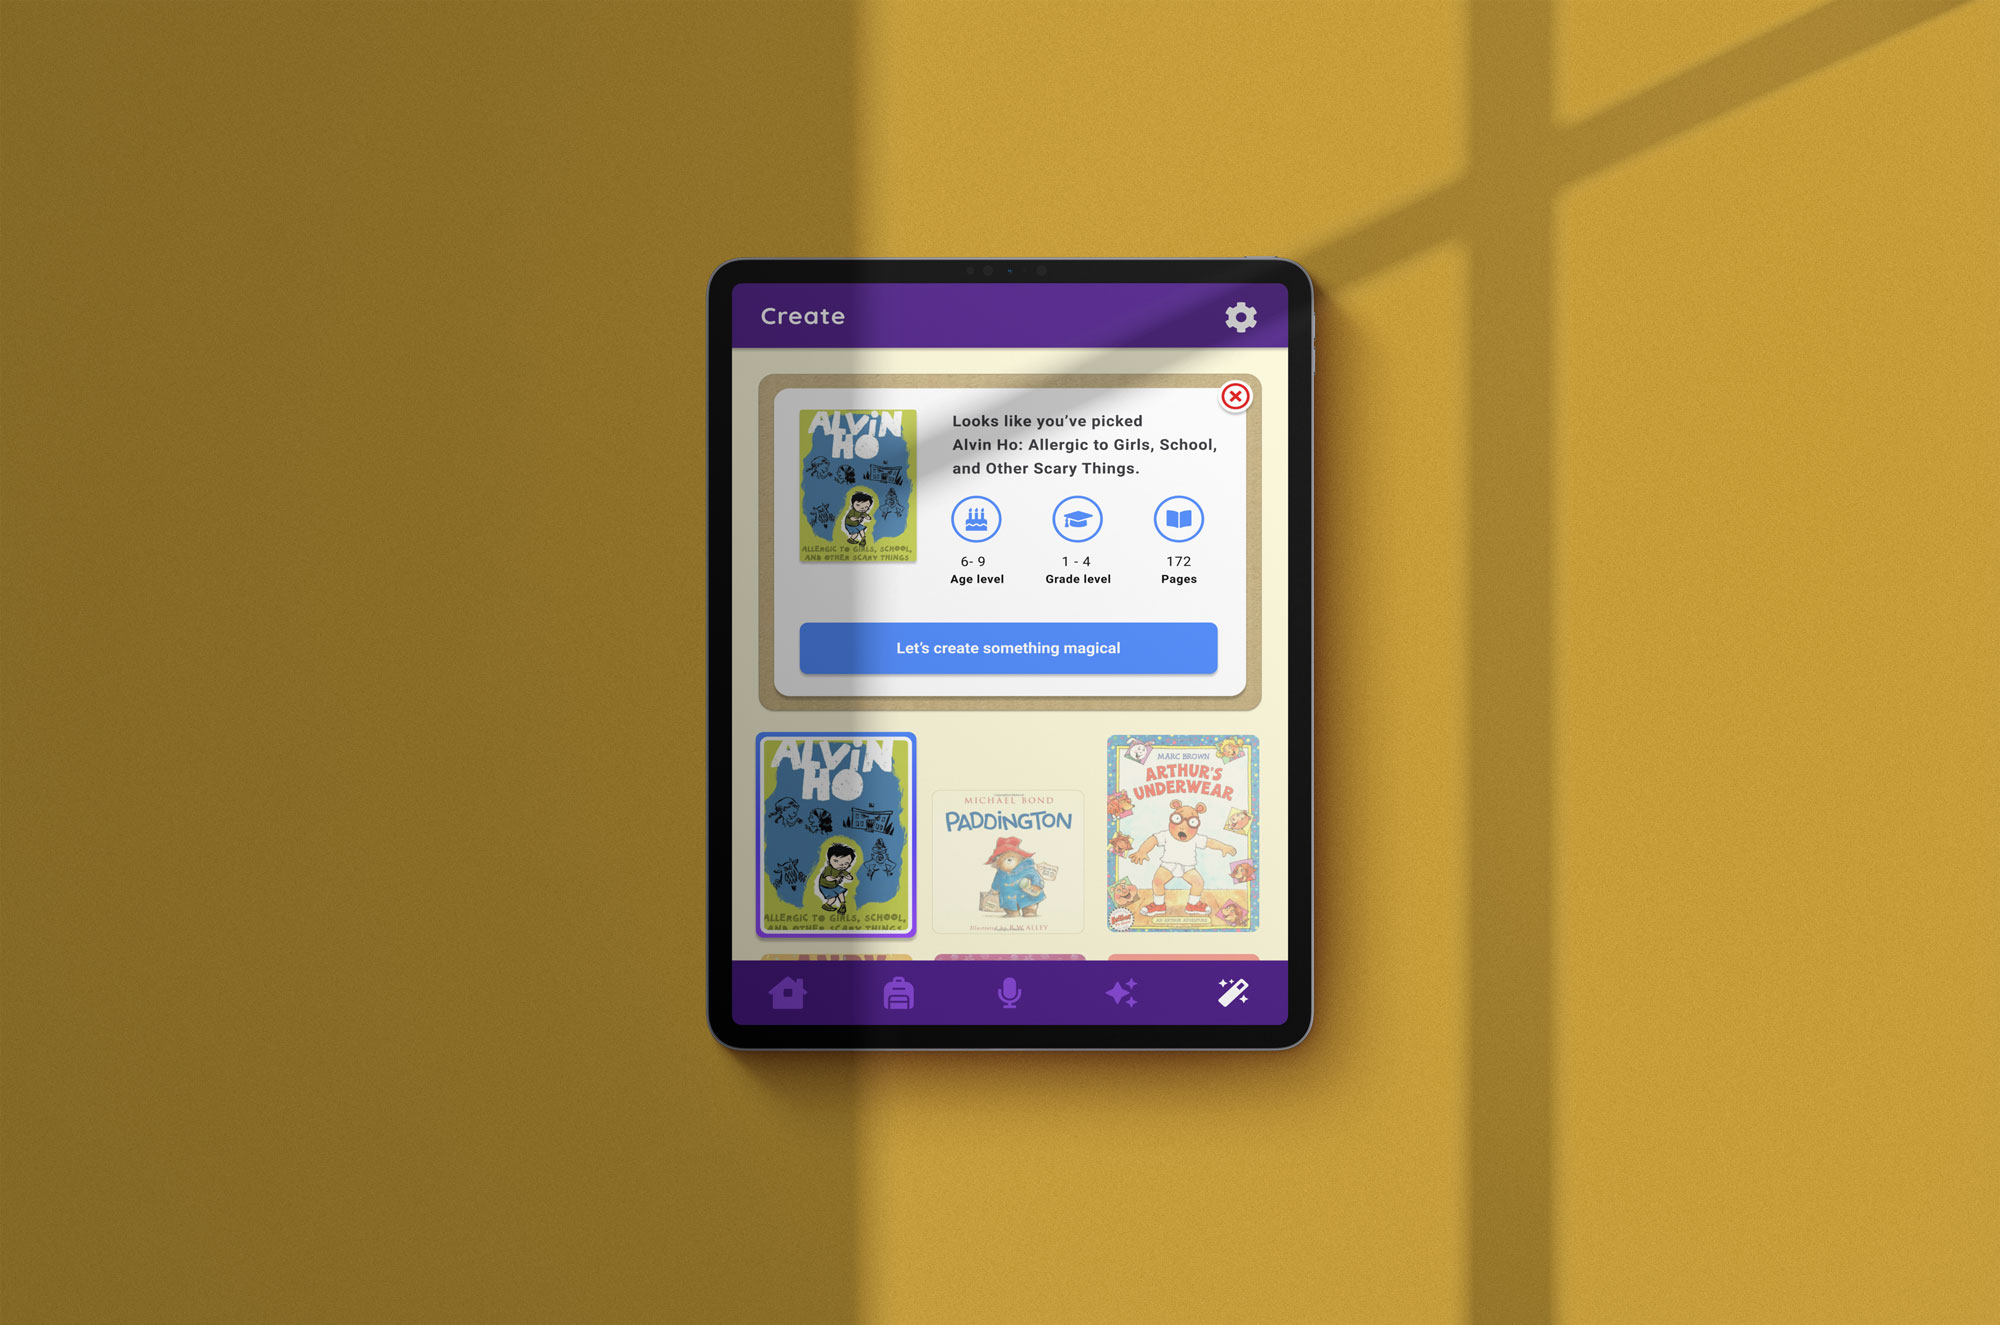 Create
ALViN
HO
ALLERGIC TO GIRLS, SCHOOL,
AND OTHER SCARY THINGS
Looks like you've picked
Alvin Ho: Allergic to Girls, School,
and Other Scary Things.
6- 9
Age level
1 - 4
Grade level
172
Pages
Let's create something magical
ALViN
HO
ALLERGIC TO GIRLS, SCHOOL,
AND OTHER SCARY THINGS
MICHAEL BOND
PADDiNGTON
Illustrated by R.W. ALLEY
MARC BROWN
ARTHUR'S
UNDERWEAR
AN ARTHUR ADVENTURE
ANDY